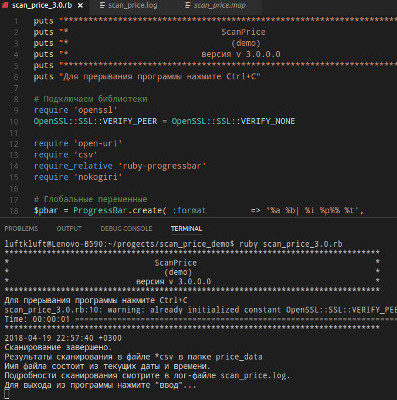 scan_price_3.0.rb
scan_price.log
scan_price.map
1 puts "**********************************************************************
2 puts "* ScanPrice
3 puts "* (demo)
4 puts "* версия v 3.0.0.0
5 puts "**********************************************************************
6 puts "Для прерывания программы нажмите Ctrl+C"
7
8 # Подключаем библиотеки
9 require 'openssl'
10 OpenSSL::SSL::VERIFY_PEER = OpenSSL::SSL::VERIFY_NONE
11
12 require 'open-uri'
13 require 'csv'
14 require_relative 'ruby-progressbar'
15 require 'nokogiri'
16
17 # Глобальные переменные
18 $pbar = ProgressBar.create( :format => '%a %b| %i %p%% %t',
PROBLEMS OUTPUT DEBUG CONSOLE TERMINAL
luftkluft@Lenovo-B590:~/progects/scan_price_demo$ ruby scan_price_3.0.rb
***************************************************************************
* ScanPrice *
* (demo) *
* версия v 3.0.0.0 *
***************************************************************************
Для прерывания программы нажмите Ctrl+C
scan_price_3.0.rb:10: warning: already initialized constant OpenSSL::SSL::VERIFY_PEE
Time: 00:00:01 =====================================================================
***************************************************************************
2018-04-19 22:57:40 +0300
Сканирование завершено.
Результаты сканирования в файле *csv в папке price_data
Имя файла состоит из текущих даты и времени.
Подробности сканирования смотрите в лог-файле scan_price.log.
Для выхода из программы нажмите "ввод"...